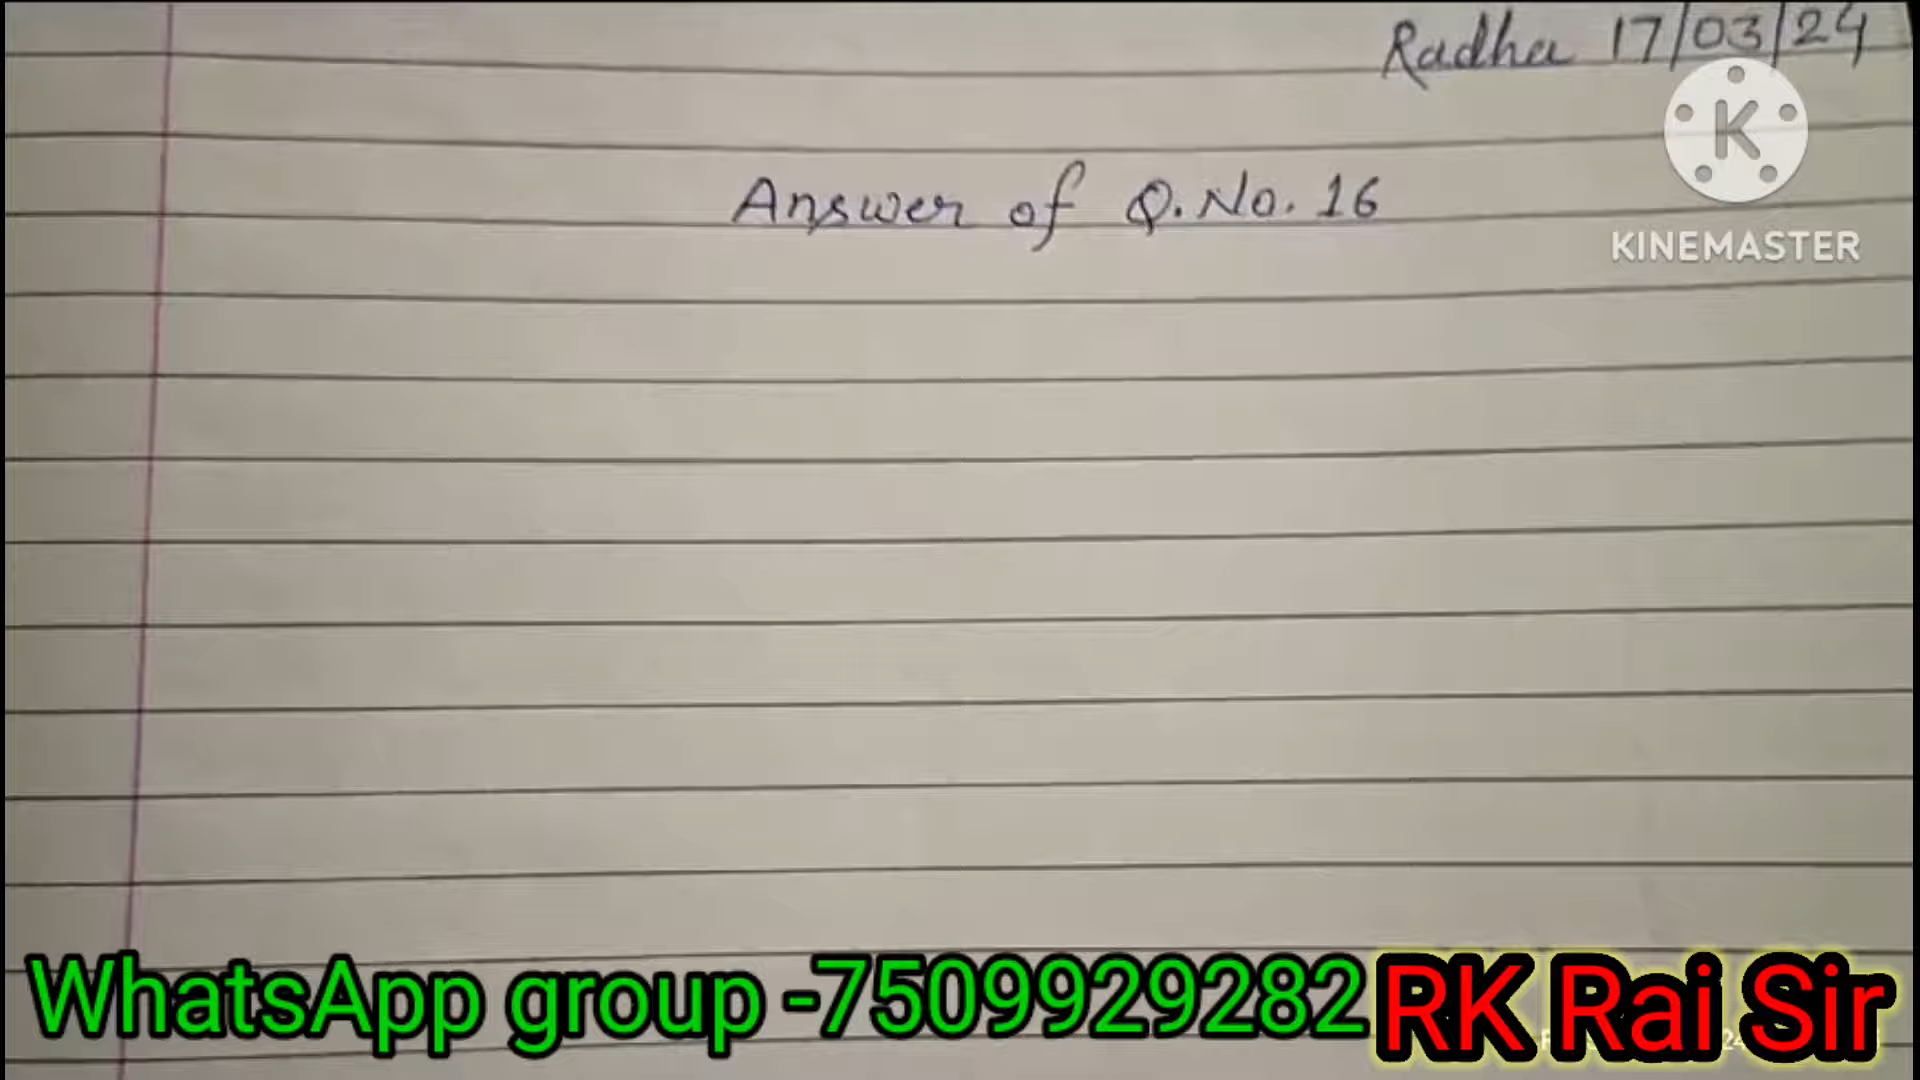 Radha 17/03/24
Answer of Q. No. 16
K
KINEMASTER
WhatsApp group -7509929282 RK Rai Sir